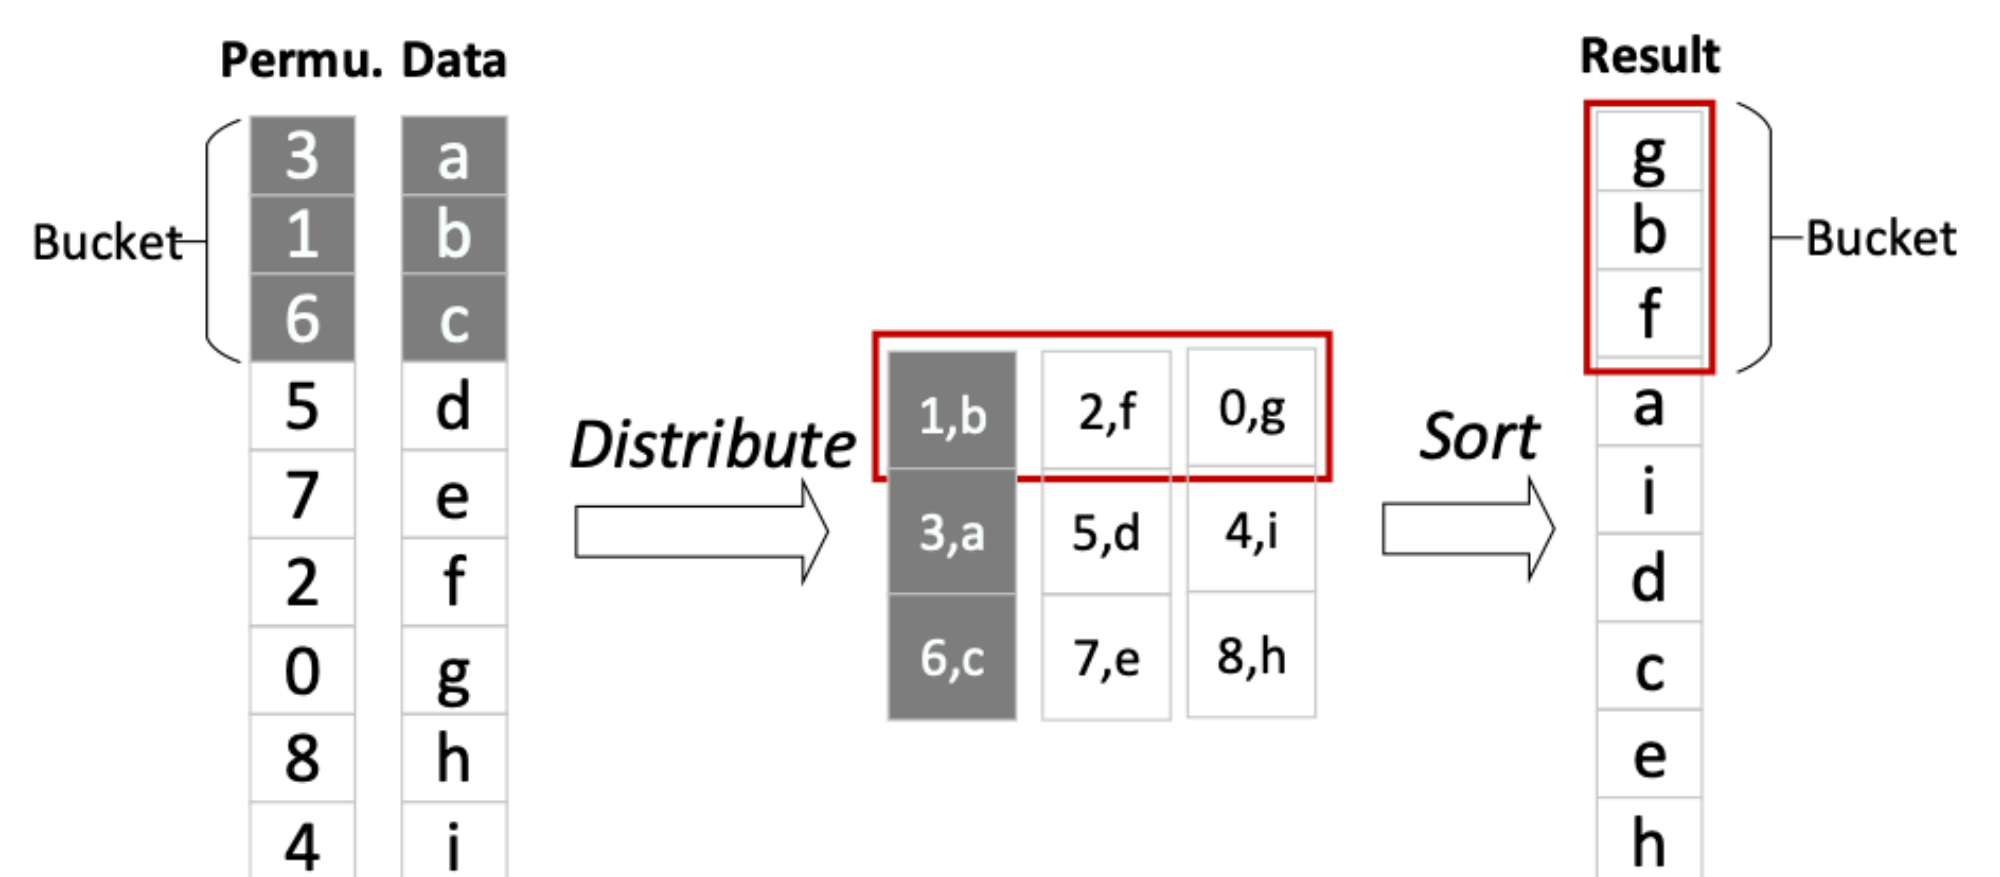 Permu. Data Result
Bucket
3 a
1 b
6 c
5 d
7 e
2 f
0 g
8 h
4 i
Distribute
1,b 2,f 0,g
3,a 5,d 4,i
6,c 7,e 8,h
Sort
g
b
f
a
i
d
c
e
h
Bucket